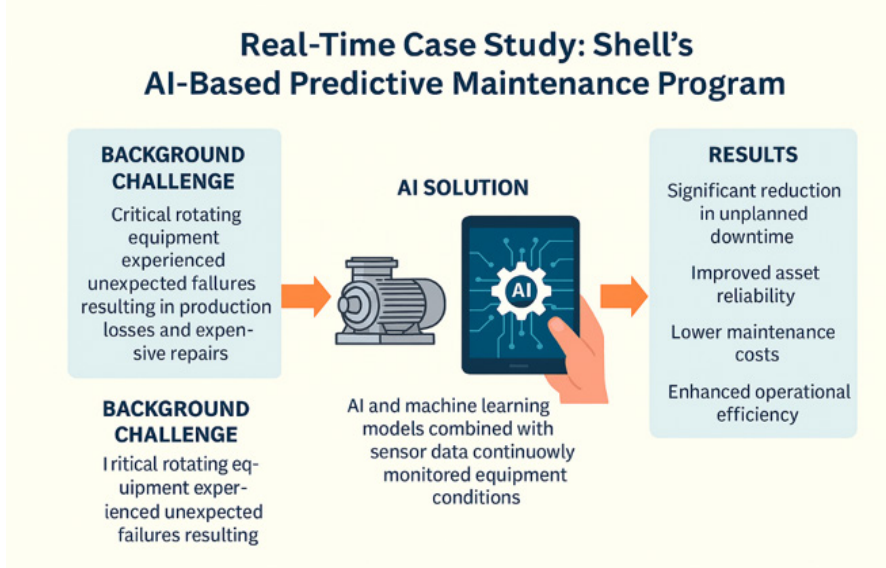 Real-Time Case Study: Shell's
AI-Based Predictive Maintenance Program
BACKGROUND
CHALLENGE
Critical rotating
equipment
experienced
unexpected faılures
resulting in production
losses and expen-
sive repairs
BACKGROUND
CHALLENGE
I ritical rotating eq-
uipment exper-
ienced unexpected
failures resulting
AI SOLUTION
AI
AI and machine learning
models combined with
sensor data continuowly
monitored equipment
conditions
RESULTS
Significant reduction
in unplanned
downtime
Improved asset
reliability
Lower maintenance
costs
Enhanced operational
efficiency